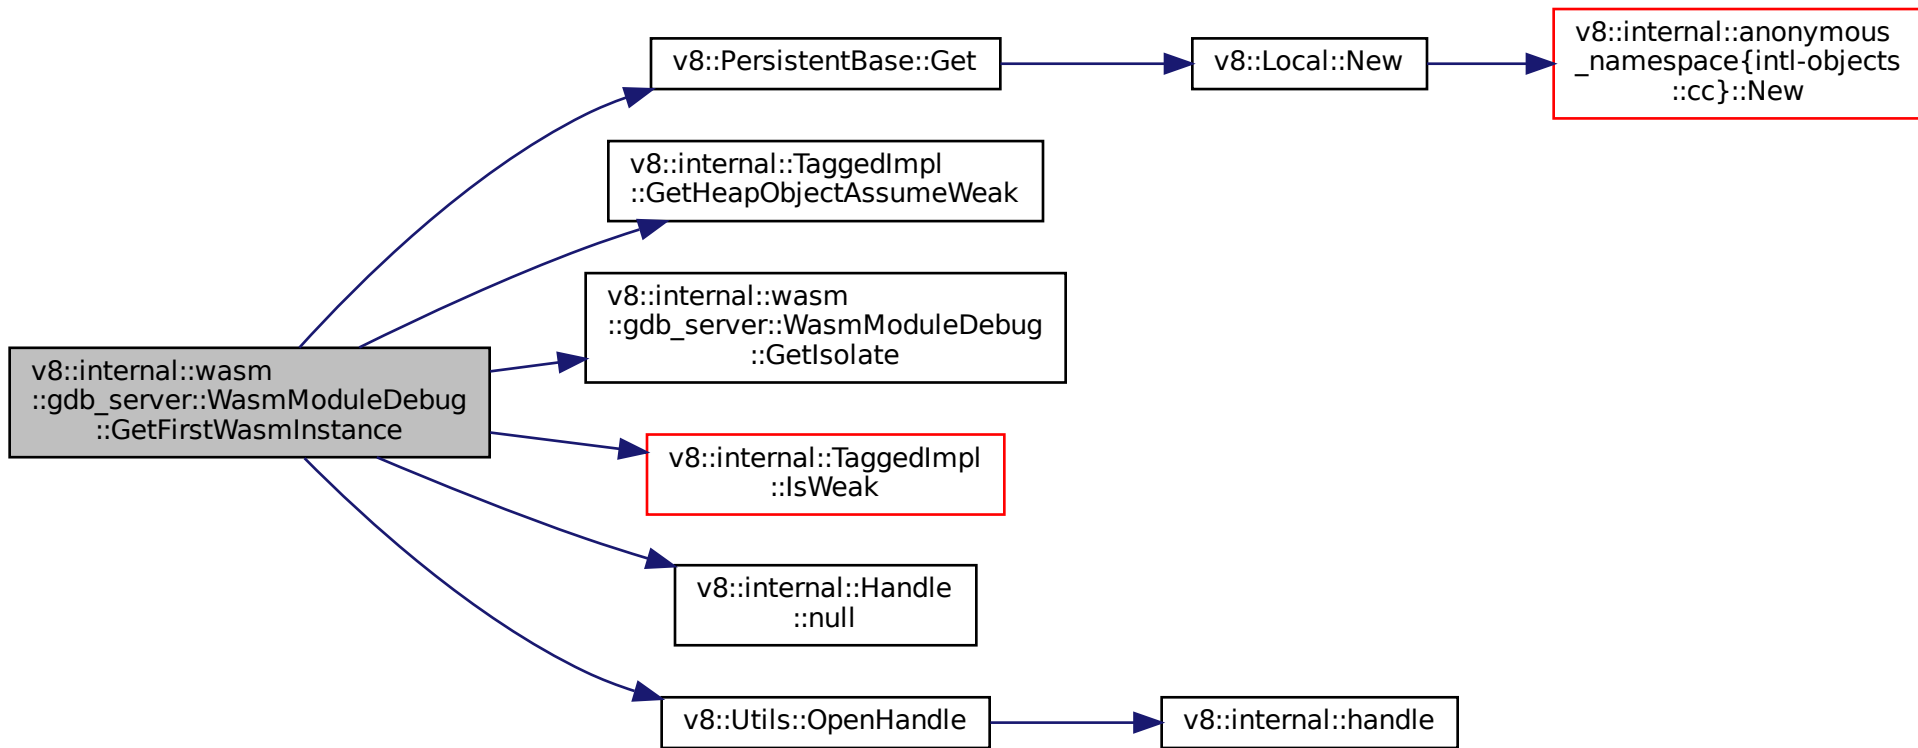 v8::PersistentBase::Get
v8::Local::New
v8::internal::anonymous
_namespace{intl-objects
::cc}::New
v8::internal::TaggedImpl
::GetHeapObjectAssumeWeak
v8::internal::wasm
::gdb_server::WasmModuleDebug
::GetIsolate
v8::internal::wasm
::gdb_server::WasmModuleDebug
::GetFirstWasmInstance
v8::internal::TaggedImpl
::IsWeak
v8::internal::Handle
::null
v8::Utils::OpenHandle
v8::internal::handle